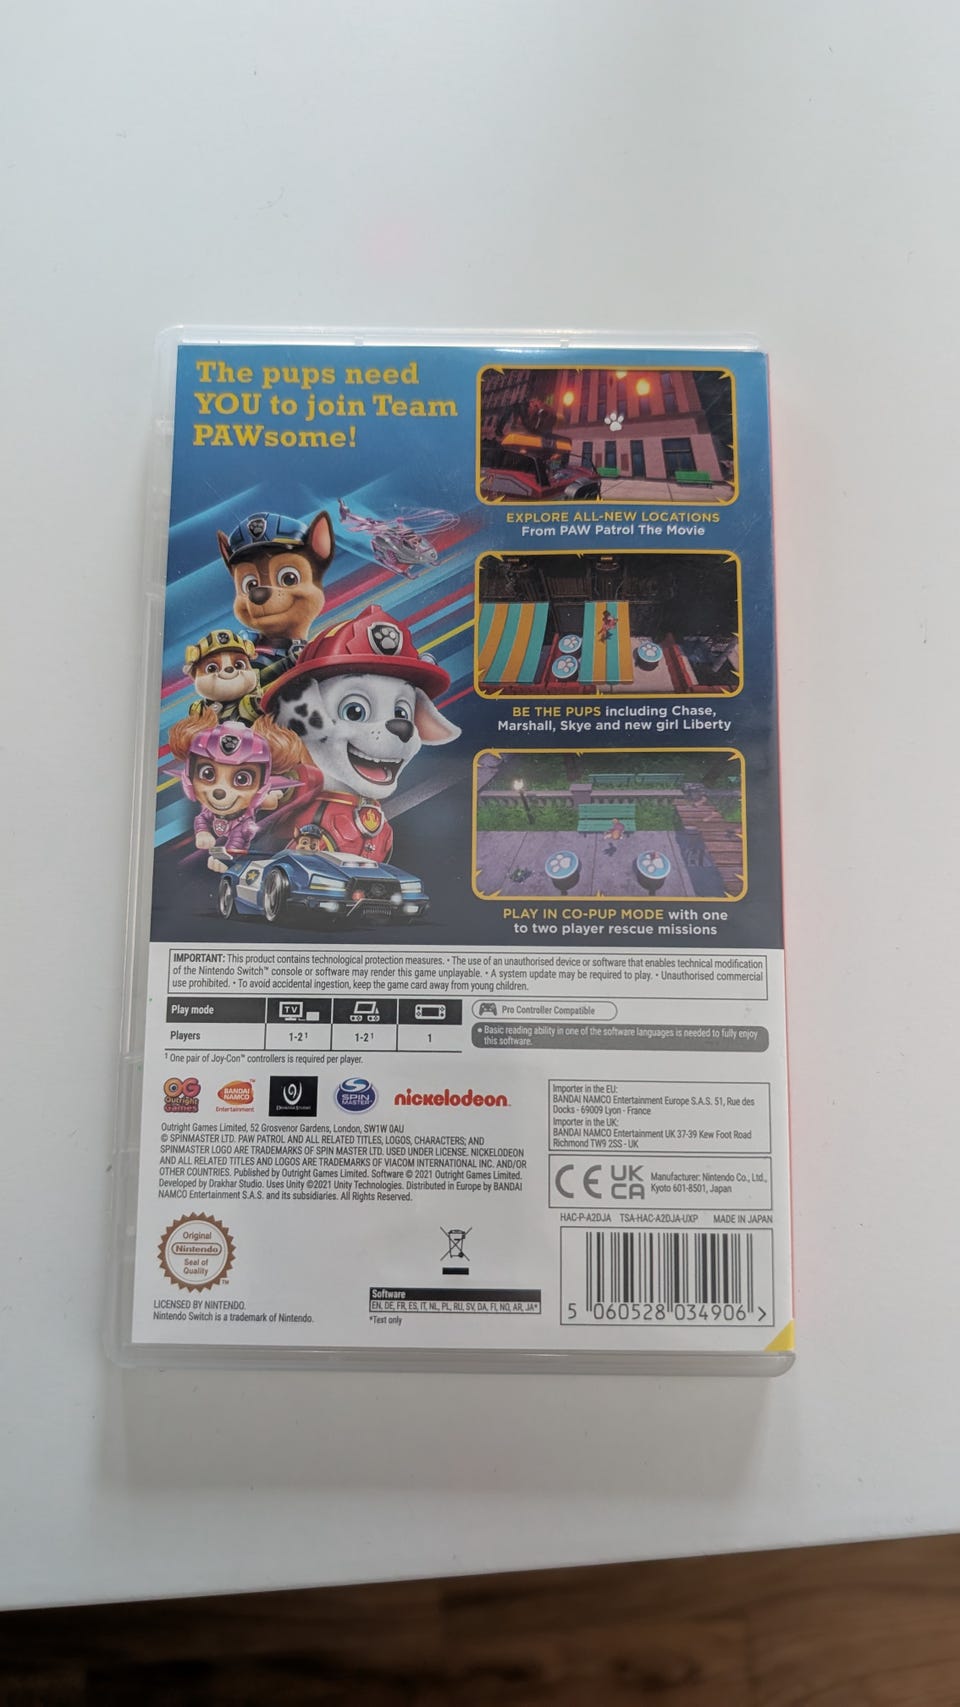 The pups need
YOU to join Team
PAWsome!
EXPLORE ALL-NEW LOCATIONS
From PAW Patrol The Movie
BE THE PUPS including Chase,
Marshall, Skye and new girl Liberty
PLAY IN CO-PUP MODE with one
to two player rescue missions
IMPORTANT: This product contains technological protection measures. • The use of an unauthorised device or software that enables technical modification
of the Nintendo Switch™ console or software may render this game unplayable. • A system update may be required to play. • Unauthorised commercial
use prohibited. • To avoid accidental ingestion, keep the game card away from young children.
Play mode
TV
Players
1-2¹
1-2¹
1
Pro Controller Compatible
• Basic reading ability in one of the software languages is needed to fully enjoy
this software.
¹ One pair of Joy-Con™ controllers is required per player.
OG
Outright
Games
BANDAI
NAMCO
Entertainment
DRAKHAR STUDIO
SPIN
MASTER
nickelodeon
Outright Games Limited, 52 Grosvenor Gardens, London, SW1W 0AU
© SPINMASTER LTD. PAW PATROL AND ALL RELATED TITLES, LOGOS, CHARACTERS; AND
SPINMASTER LOGO ARE TRADEMARKS OF SPIN MASTER LTD. USED UNDER LICENSE. NICKELODEON
AND ALL RELATED TITLES AND LOGOS ARE TRADEMARKS OF VIACOM INTERNATIONAL INC. AND/OR
OTHER COUNTRIES. Published by Outright Games Limited. Software © 2021 Outright Games Limited.
Developed by Drakhar Studio. Uses Unity ©2021 Unity Technologies. Distributed in Europe by BANDAI
NAMCO Entertainment S.A.S. and its subsidiaries. All Rights Reserved.
Importer in the EU:
BANDAI NAMCO Entertainment Europe S.A.S. 51, Rue des
Docks - 69009 Lyon - France
Importer in the UK:
BANDAI NAMCO Entertainment UK 37-39 Kew Foot Road
Richmond TW9 2SS - UK
CE
UK
CA
Manufacturer: Nintendo Co., Ltd.,
Kyoto 601-8501, Japan
HAC-P-A2DJA TSA-HAC-A2DJA-UXP MADE IN JAPAN
Original
Nintendo
Seal of
Quality
TM
LICENSED BY NINTENDO.
Nintendo Switch is a trademark of Nintendo.
Software
EN, DE, FR, ES, IT, NL, PL, RU, SV, DA, FI, NO, AR, JA*
*Test only
5 060528 034906 >